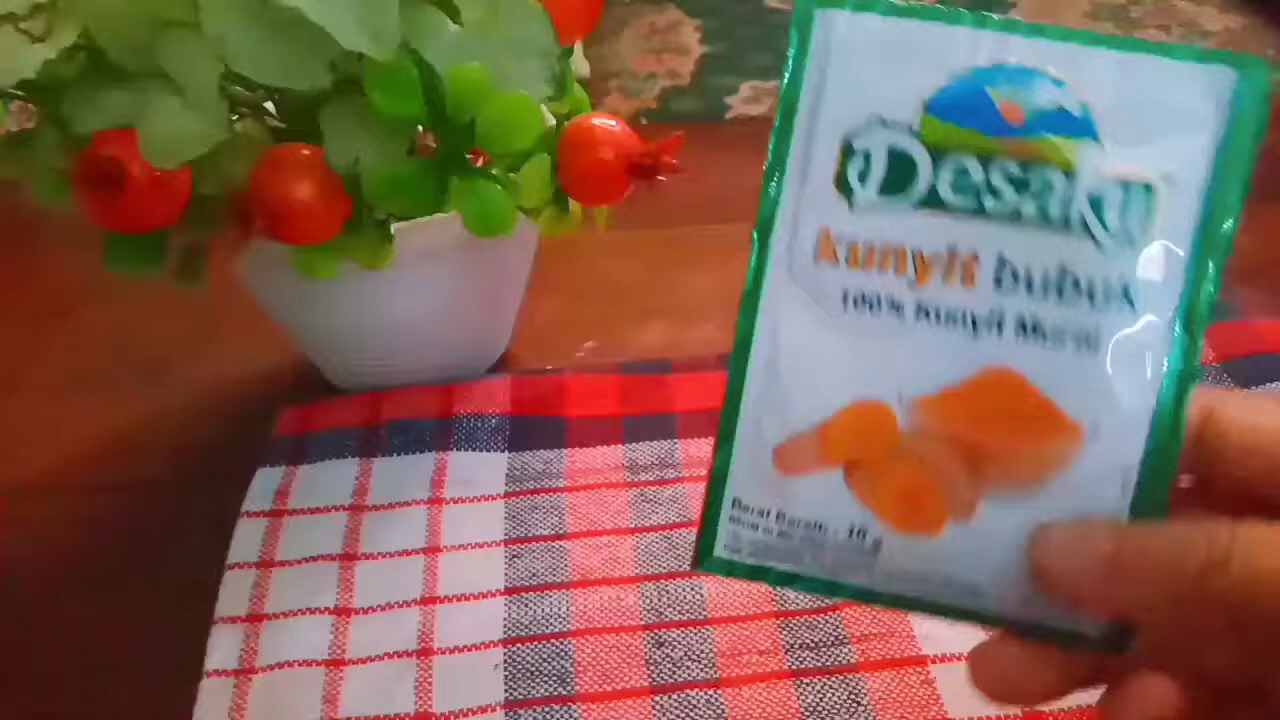 Desaku
kunyit bubuk
100% Kunyit Murni
Berat Bersih : 10 g